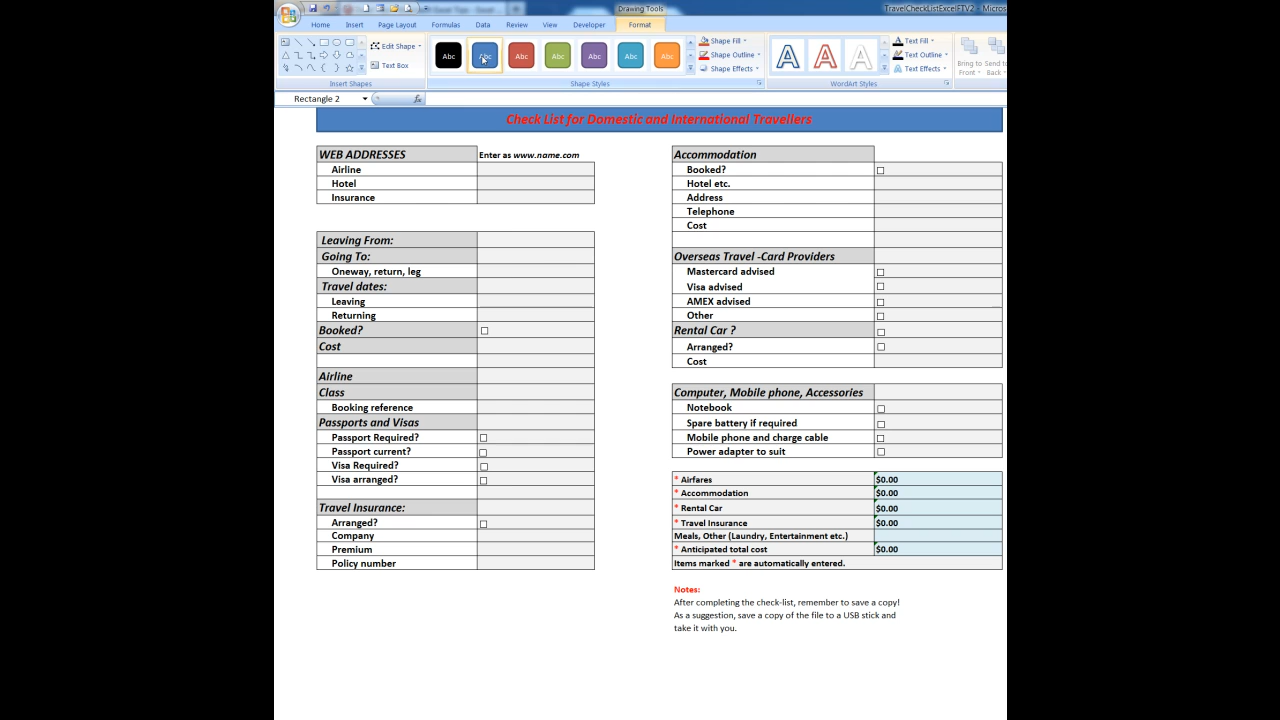 Drawing Tools
TravelCheckListExcelF1V2 - Micros
Home Insert Page Layout Formulas Data Review View Developer Format
Edit Shape
Text Box
Insert Shapes
Abc Abc Abc Abc Abc Abc Abc
Shape Fill
Shape Outline
Shape Effects
Shape Styles
A A A
Text Fill
Text Outline
Text Effects
WordArt Styles
Bring to Front
Send to Back
Rectangle 2
fx
Check List for Domestic and International Travellers
WEB ADDRESSES Enter as www.name.com
Airline
Hotel
Insurance
Leaving From:
Going To:
Oneway, return, leg
Travel dates:
Leaving
Returning
Booked?
Cost
Airline
Class
Booking reference
Passports and Visas
Passport Required?
Passport current?
Visa Required?
Visa arranged?
Travel Insurance:
Arranged?
Company
Premium
Policy number
Accommodation
Booked?
Hotel etc.
Address
Telephone
Cost
Overseas Travel -Card Providers
Mastercard advised
Visa advised
AMEX advised
Other
Rental Car ?
Arranged?
Cost
Computer, Mobile phone, Accessories
Notebook
Spare battery if required
Mobile phone and charge cable
Power adapter to suit
* Airfares $0.00
* Accommodation $0.00
* Rental Car $0.00
* Travel Insurance $0.00
Meals, Other (Laundry, Entertainment etc.)
* Anticipated total cost $0.00
Items marked * are automatically entered.
Notes:
After completing the check-list, remember to save a copy!
As a suggestion, save a copy of the file to a USB stick and
take it with you.